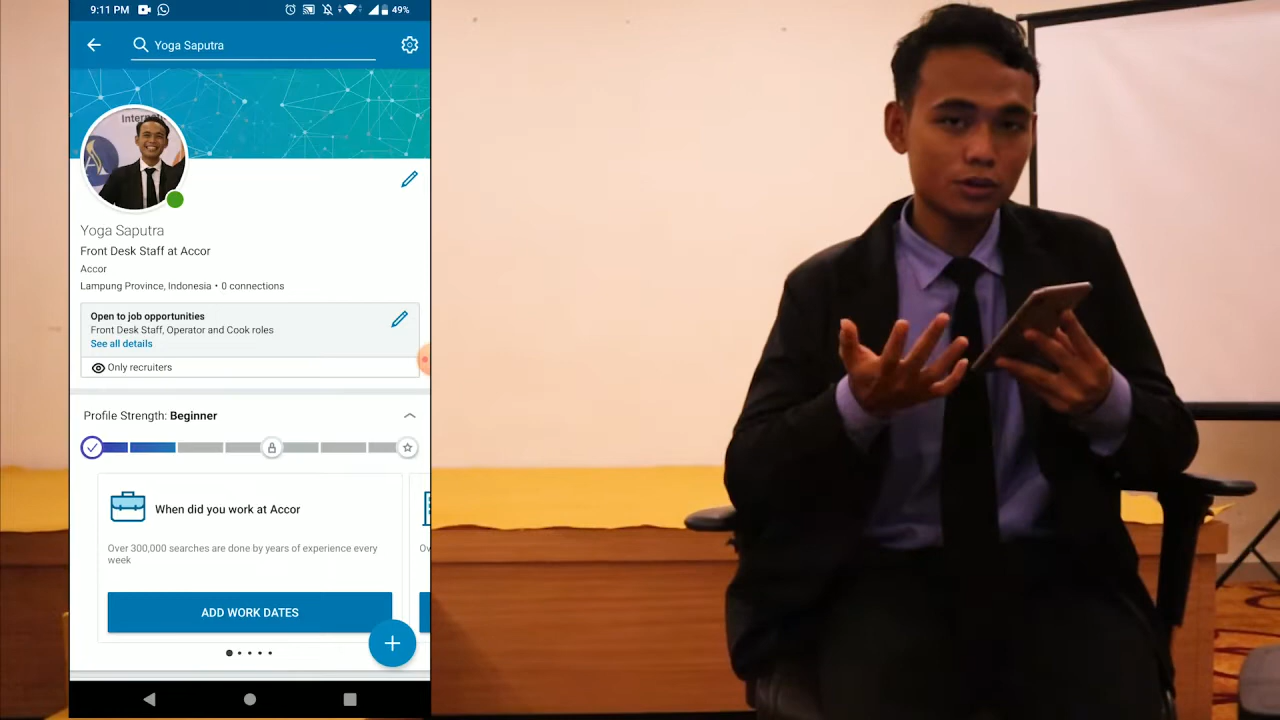 9:11 PM
49%
Yoga Saputra
Yoga Saputra
Front Desk Staff at Accor
Accor
Lampung Province, Indonesia • 0 connections
Open to job opportunities
Front Desk Staff, Operator and Cook roles
See all details
Only recruiters
Profile Strength: Beginner
When did you work at Accor
Over 300,000 searches are done by years of experience every
week
ADD WORK DATES